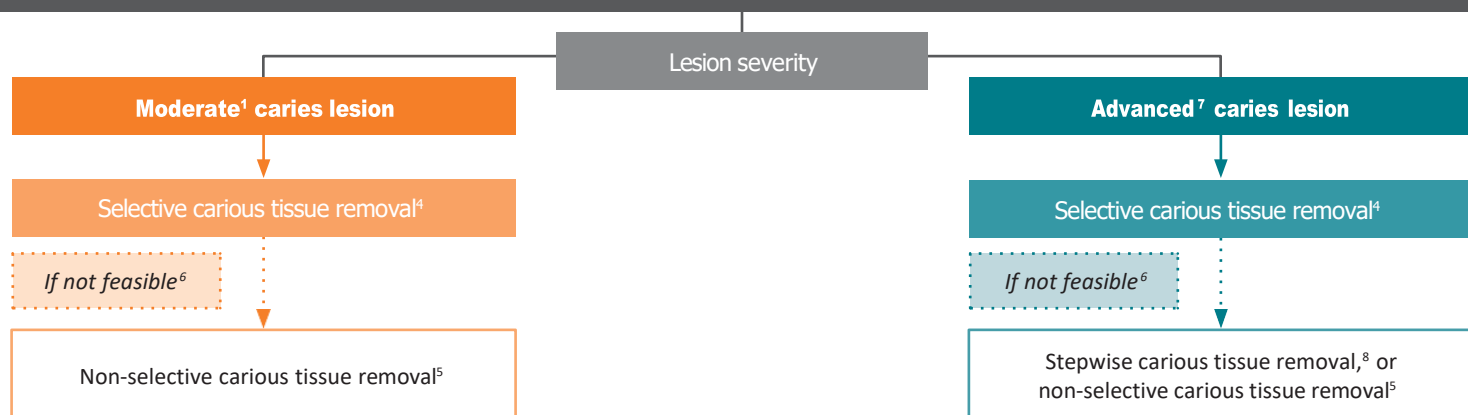 Lesion severity
Moderate¹ caries lesion
Advanced⁷ caries lesion
Selective carious tissue removal⁴
Selective carious tissue removal⁴
If not feasible⁶
If not feasible⁶
Non-selective carious tissue removal⁵
Stepwise carious tissue removal,⁸ or
non-selective carious tissue removal⁵